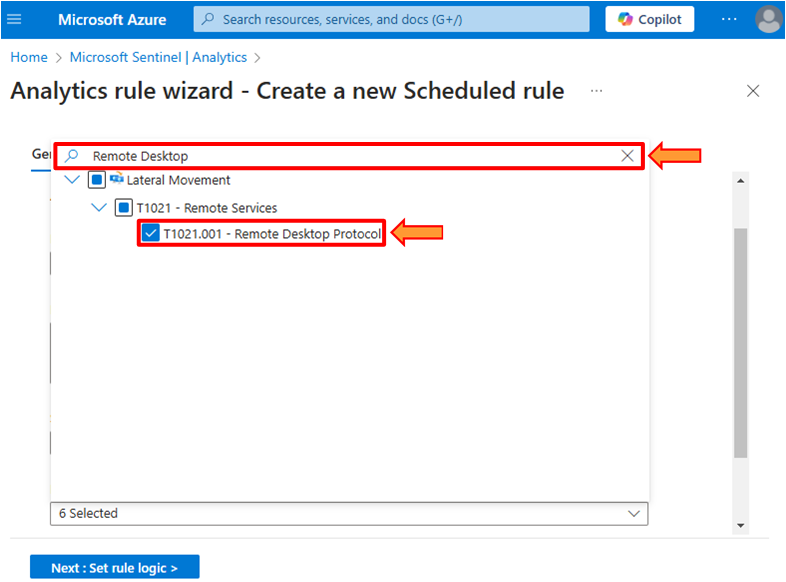 Microsoft Azure
Search resources, services, and docs (G+/)
Copilot
...
Home > Microsoft Sentinel | Analytics >
Analytics rule wizard - Create a new Scheduled rule ...
Ge
Remote Desktop
Lateral Movement
T1021 - Remote Services
T1021.001 - Remote Desktop Protocol
6 Selected
Next : Set rule logic >